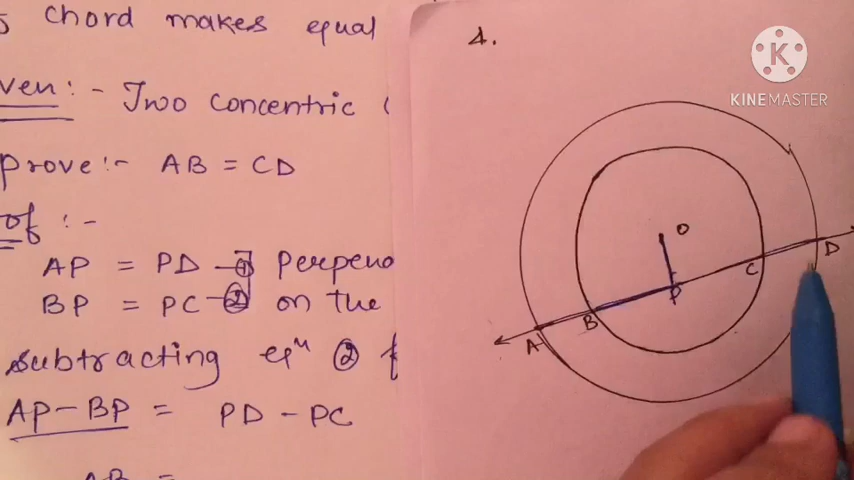 chord makes equal
ven:- Two concentric
prove:- AB = CD
of :-
AP = PD -① perpend
BP = PC -② on the
subtracting eqⁿ ②
AP-BP = PD - PC
AB =
4.
O
P
A
B
C
D
K
KINEMASTER